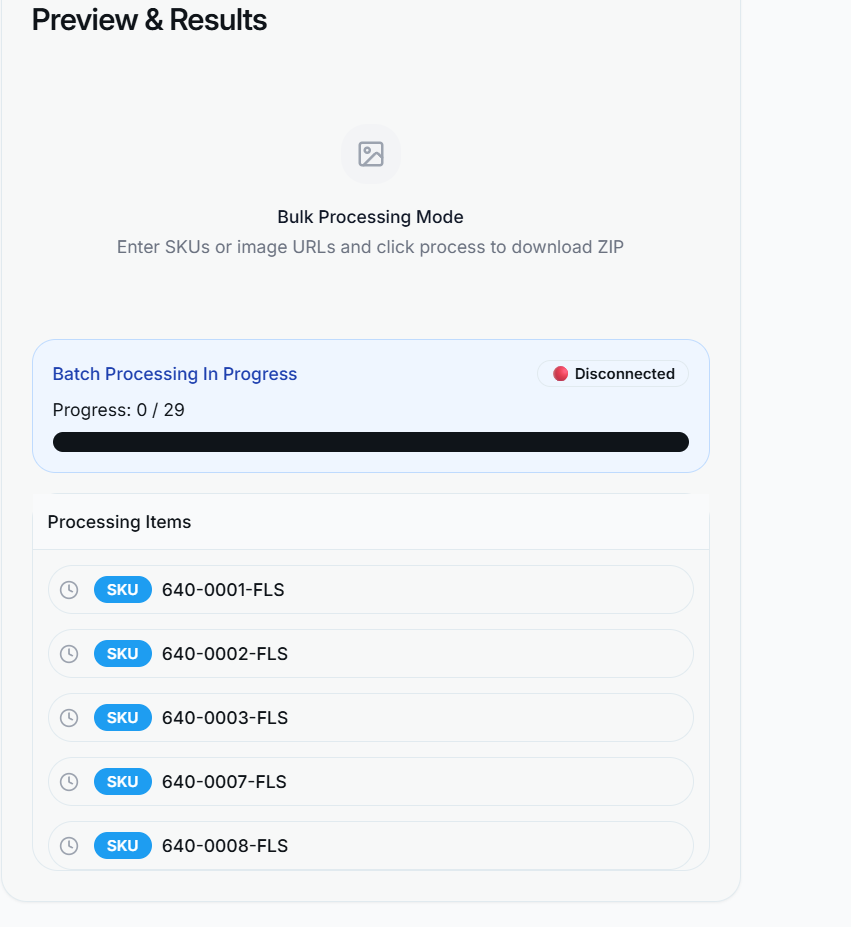 Preview & Results
Bulk Processing Mode
Enter SKUs or image URLs and click process to download ZIP
Batch Processing In Progress
Disconnected
Progress: 0 / 29
Processing Items
SKU 640-0001-FLS
SKU 640-0002-FLS
SKU 640-0003-FLS
SKU 640-0007-FLS
SKU 640-0008-FLS